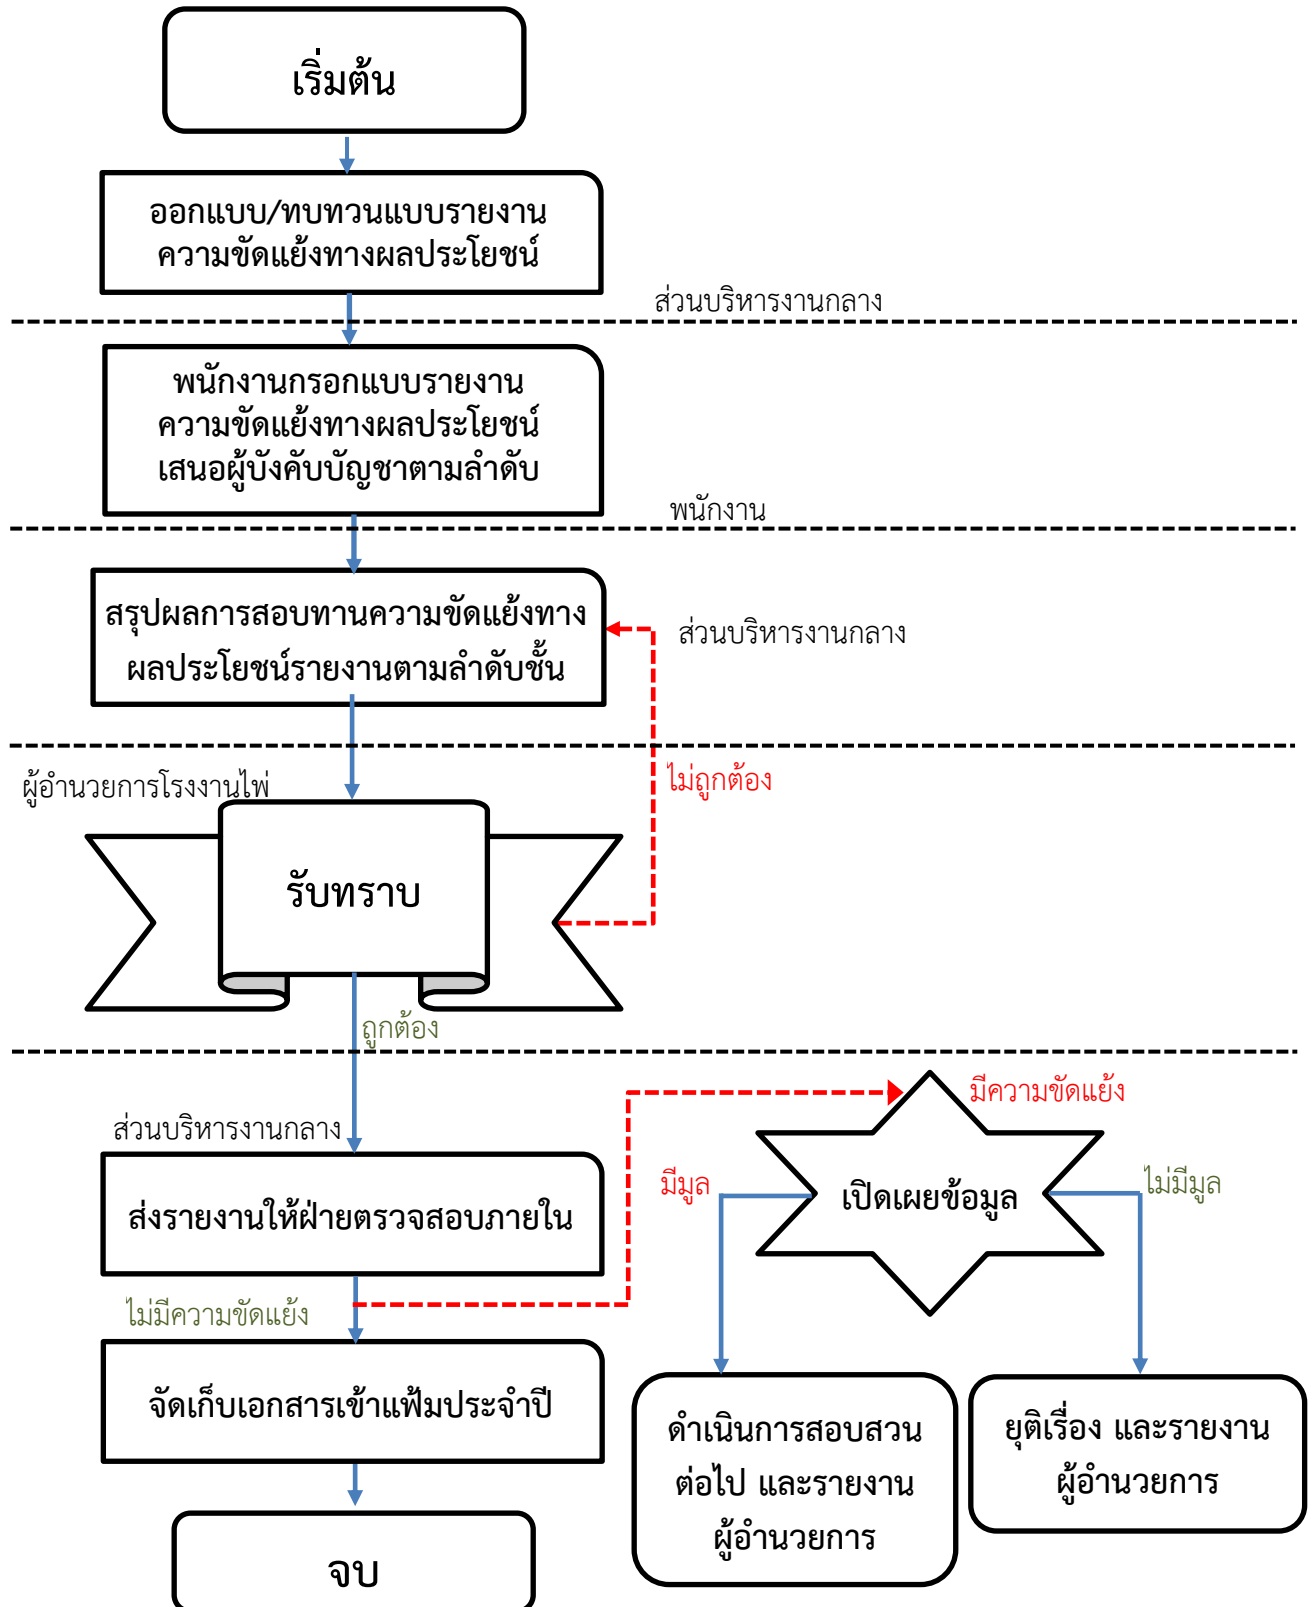 เริ่มต้น
ออกแบบ/ทบทวนแบบรายงาน
ความขัดแย้งทางผลประโยชน์
ส่วนบริหารงานกลาง
พนักงานกรอกแบบรายงาน
ความขัดแย้งทางผลประโยชน์
เสนอผู้บังคับบัญชาตามลำดับ
พนักงาน
สรุปผลการสอบทานความขัดแย้งทาง
ผลประโยชน์รายงานตามลำดับชั้น
ส่วนบริหารงานกลาง
ผู้อำนวยการโรงงานไพ่
ไม่ถูกต้อง
รับทราบ
ถูกต้อง
ส่วนบริหารงานกลาง
มีความขัดแย้ง
มีมูล
ไม่มีมูล
เปิดเผยข้อมูล
ส่งรายงานให้ฝ่ายตรวจสอบภายใน
ไม่มีความขัดแย้ง
จัดเก็บเอกสารเข้าแฟ้มประจำปี
ดำเนินการสอบสวน
ต่อไป และรายงาน
ผู้อำนวยการ
ยุติเรื่อง และรายงาน
ผู้อำนวยการ
จบ